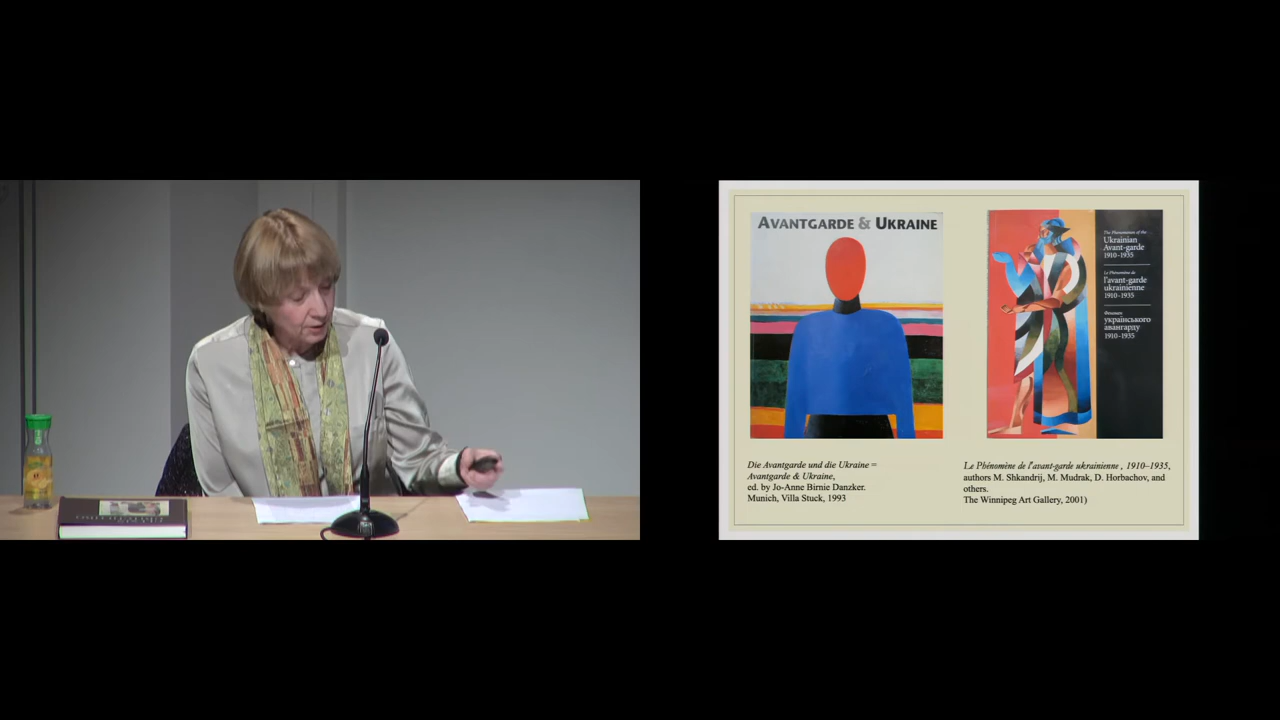 AVANTGARDE & UKRAINE
The Phenomenon of the
Ukrainian
Avant-garde
1910-1935
Le Phénomène de
l'avant-garde
ukrainienne
1910-1935
Феномен
українського
авангарду
1910-1935
Die Avantgarde und die Ukraine =
Avantgarde & Ukraine,
ed. by Jo-Anne Birnie Danzker.
Munich, Villa Stuck, 1993
Le Phénomène de l'avant-garde ukrainienne , 1910–1935,
authors M. Shkandrij, M. Mudrak, D. Horbachov, and
others.
The Winnipeg Art Gallery, 2001)